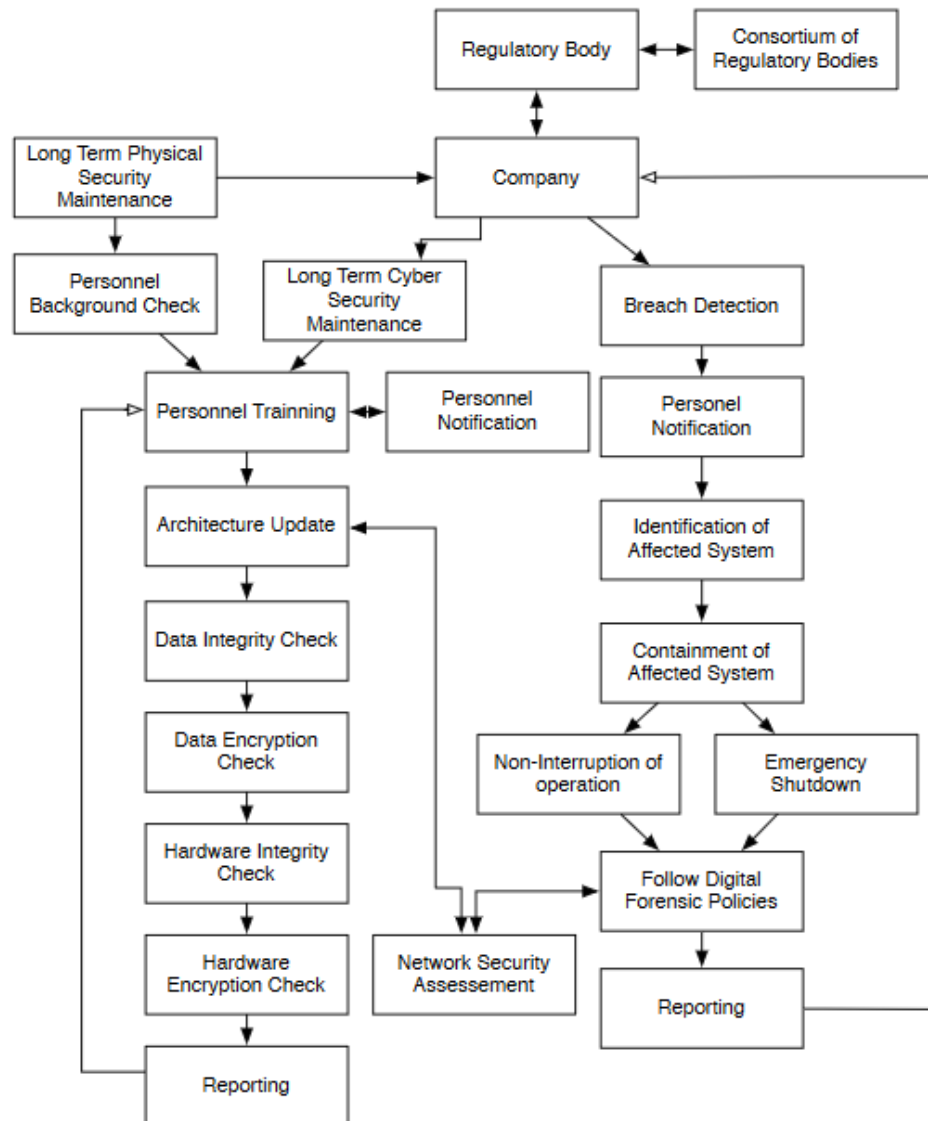 Regulatory Body
Consortium of
Regulatory Bodies
Long Term Physical
Security
Maintenance
Company
Personnel
Background Check
Long Term Cyber
Security
Maintenance
Breach Detection
Personnel Trainning
Personnel
Notification
Personel
Notification
Architecture Update
Identification of
Affected System
Data Integrity Check
Containment of
Affected System
Data Encryption
Check
Non-Interruption of
operation
Emergency
Shutdown
Hardware Integrity
Check
Follow Digital
Forensic Policies
Hardware
Encryption Check
Network Security
Assessement
Reporting
Reporting